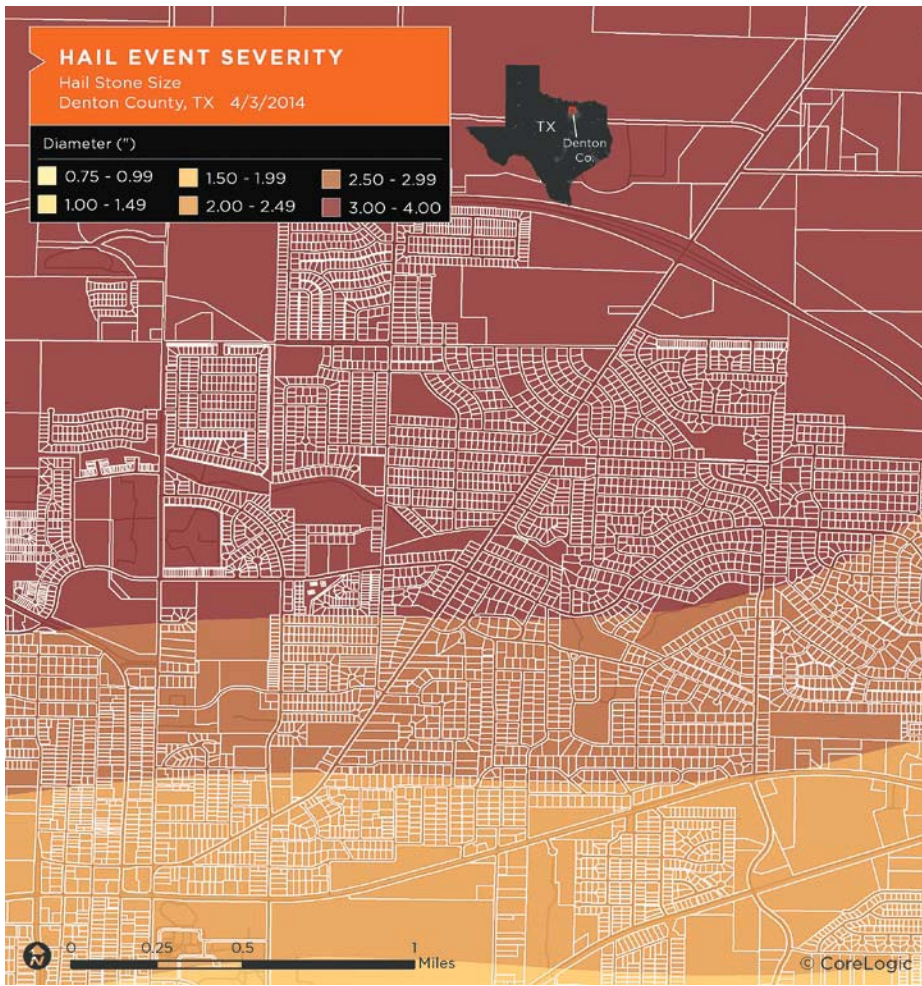 HAIL EVENT SEVERITY
Hail Stone Size
Denton County, TX 4/3/2014
Diameter (")
0.75 - 0.99 1.50 - 1.99 2.50 - 2.99
1.00 - 1.49 2.00 - 2.49 3.00 - 4.00
TX
Denton
Co.
N
0 0.25 0.5 1
Miles
© CoreLogic